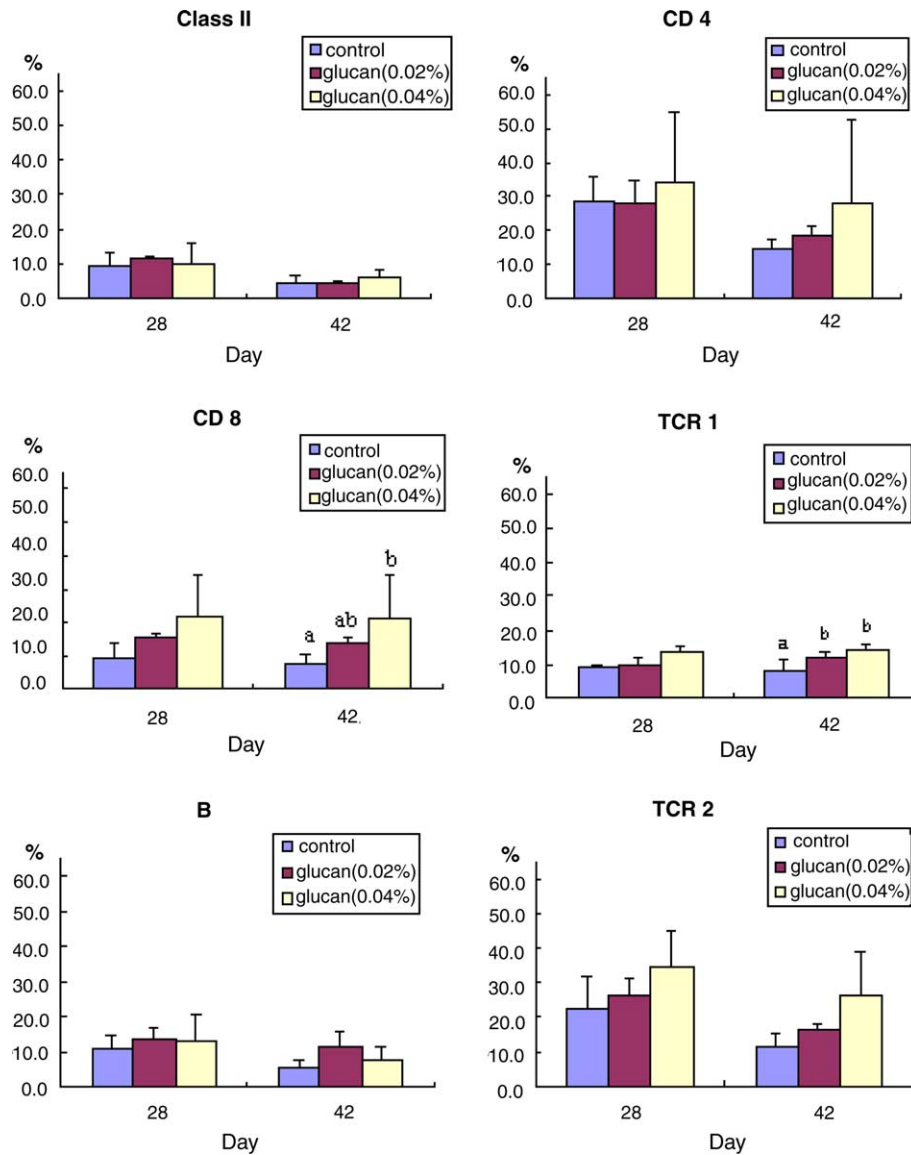 Class II
%
control
glucan(0.02%)
glucan(0.04%)
60.0
50.0
40.0
30.0
20.0
10.0
0.0
28
42
Day
CD 4
%
control
glucan(0.02%)
glucan(0.04%)
60.0
50.0
40.0
30.0
20.0
10.0
0.0
28
42
Day
CD 8
%
control
glucan(0.02%)
glucan(0.04%)
60.0
50.0
40.0
30.0
20.0
10.0
0.0
a
ab
b
28
42.
Day
TCR 1
%
control
glucan(0.02%)
glucan(0.04%)
60.0
50.0
40.0
30.0
20.0
10.0
0.0
a
b
b
28
42
Day
B
%
control
glucan(0.02%)
glucan(0.04%)
60.0
50.0
40.0
30.0
20.0
10.0
0.0
28
42
Day
TCR 2
%
control
glucan(0.02%)
glucan(0.04%)
60.0
50.0
40.0
30.0
20.0
10.0
0.0
28
42
Day